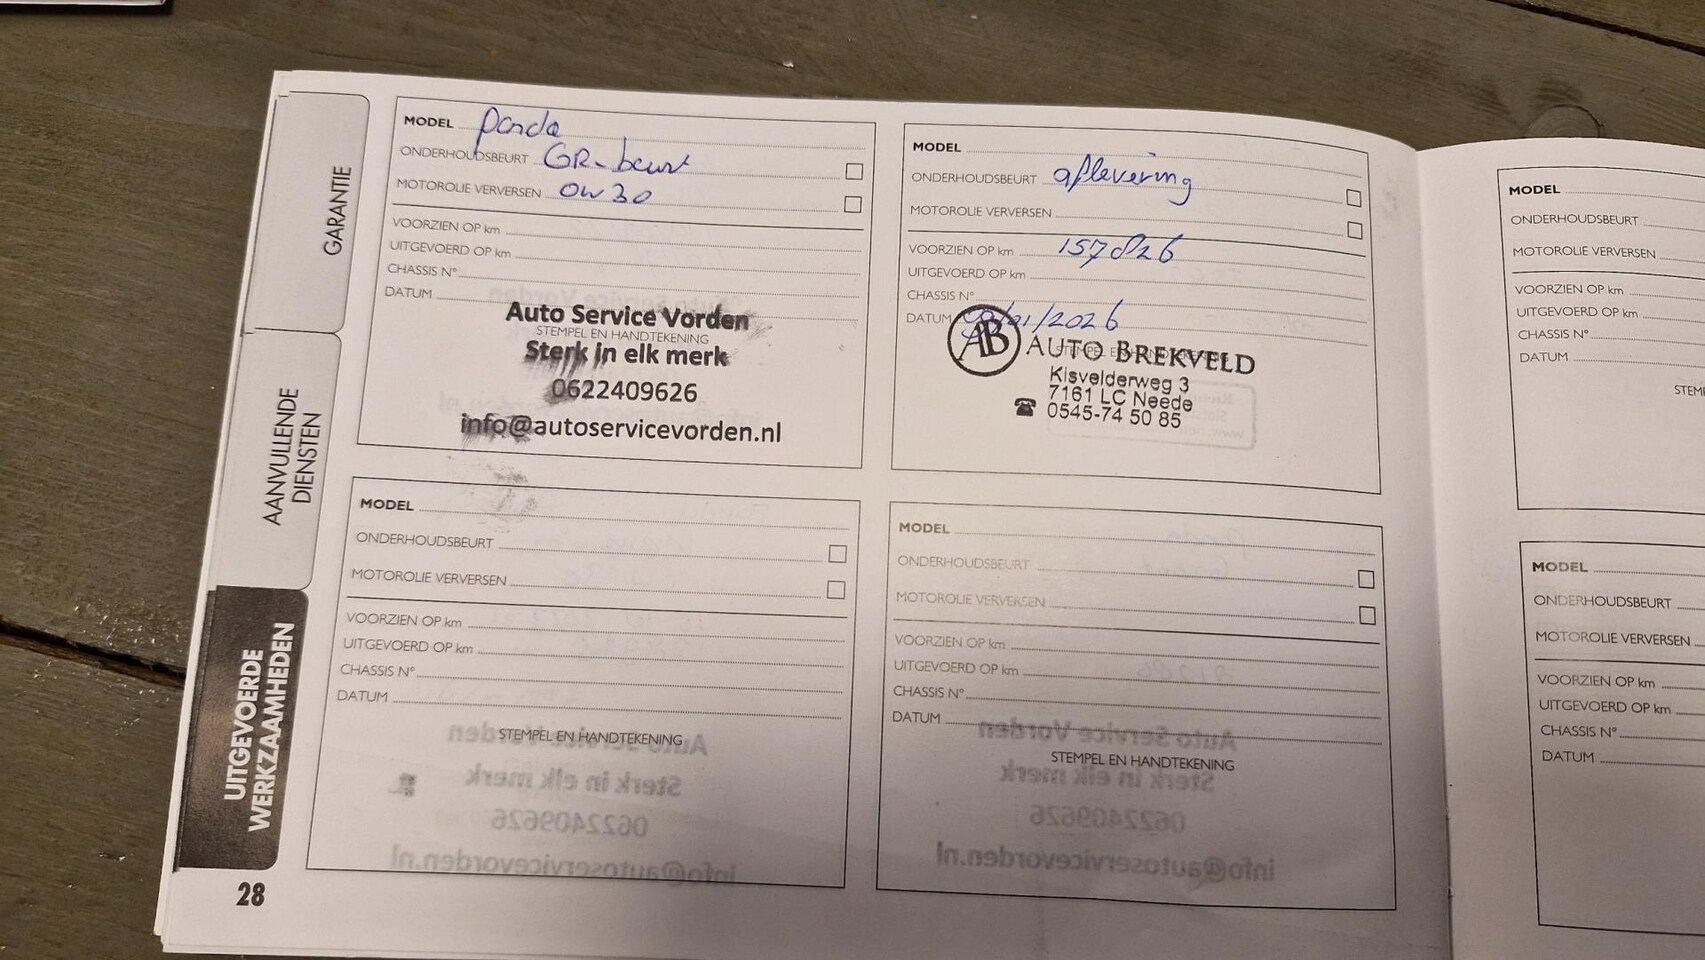 GARANTIE
AANVULLENDE
DIENSTEN
UITGEVOERDE
WERKZAAMHEDEN
28
MODEL Panda
ONDERHOUDSBEURT GR-beurt
MOTOROLIE VERVERSEN 0W30
VOORZIEN OP km
UITGEVOERD OP km
CHASSIS N°
DATUM
Auto Service Vorden
STEMPEL EN HANDTEKENING
Sterk in elk merk
0622409626
info@autoservicevorden.nl
MODEL
ONDERHOUDSBEURT aflevering
MOTOROLIE VERVERSEN
VOORZIEN OP km 157826
UITGEVOERD OP km
CHASSIS N°
DATUM /01/2026
AB AUTO BREKVELD
STEMPEL EN HANDTEKENING
Kisvelderweg 3
7161 LC Neede
☎ 0545-74 50 85
MODEL
ONDERHOUDSBEURT
MOTOROLIE VERVERSEN
VOORZIEN OP km
UITGEVOERD OP km
CHASSIS N°
DATUM
STEMPEL EN HANDTEKENING
MODEL
ONDERHOUDSBEURT
MOTOROLIE VERVERSEN
VOORZIEN OP km
UITGEVOERD OP km
CHASSIS N°
DATUM
STEMPEL EN HANDTEKENING
MODEL
ONDERHOUDSBEURT
MOTOROLIE VERVERSEN
VOORZIEN OP km
UITGEVOERD OP km
CHASSIS N°
DATUM
STEMP
MODEL
ONDERHOUDSBEURT
MOTOROLIE VERVERSEN
VOORZIEN OP km
UITGEVOERD OP km
CHASSIS N°
DATUM